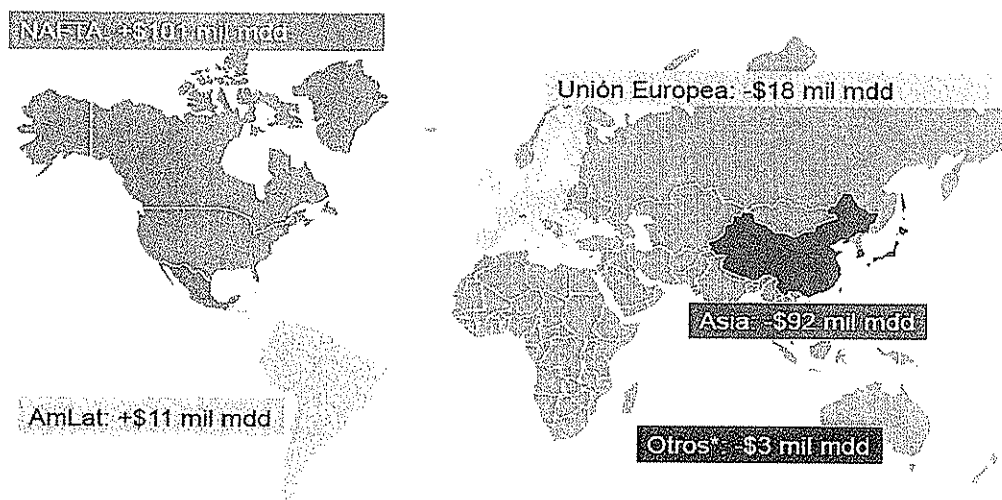 NAFTA: +$101 mil mdd
Unión Europea: -$18 mil mdd
Asia: -$92 mil mdd
AmLat: +$11 mil mdd
Otros*: -$3 mil mdd